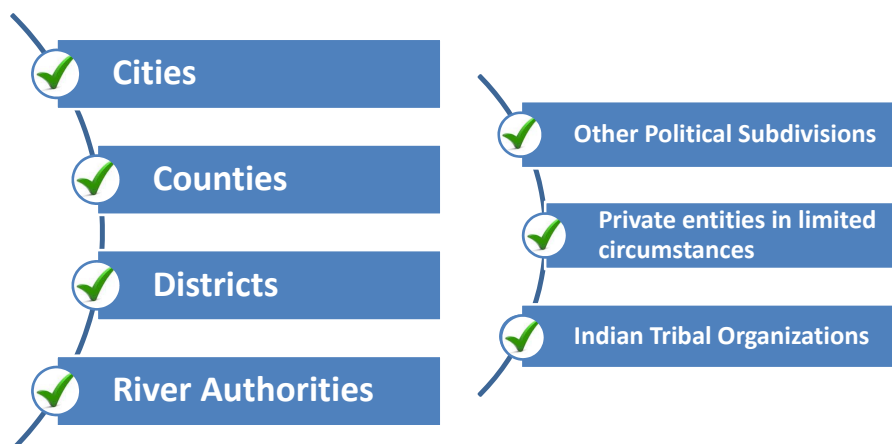 Cities
Counties
Districts
River Authorities
Other Political Subdivisions
Private entities in limited
circumstances
Indian Tribal Organizations